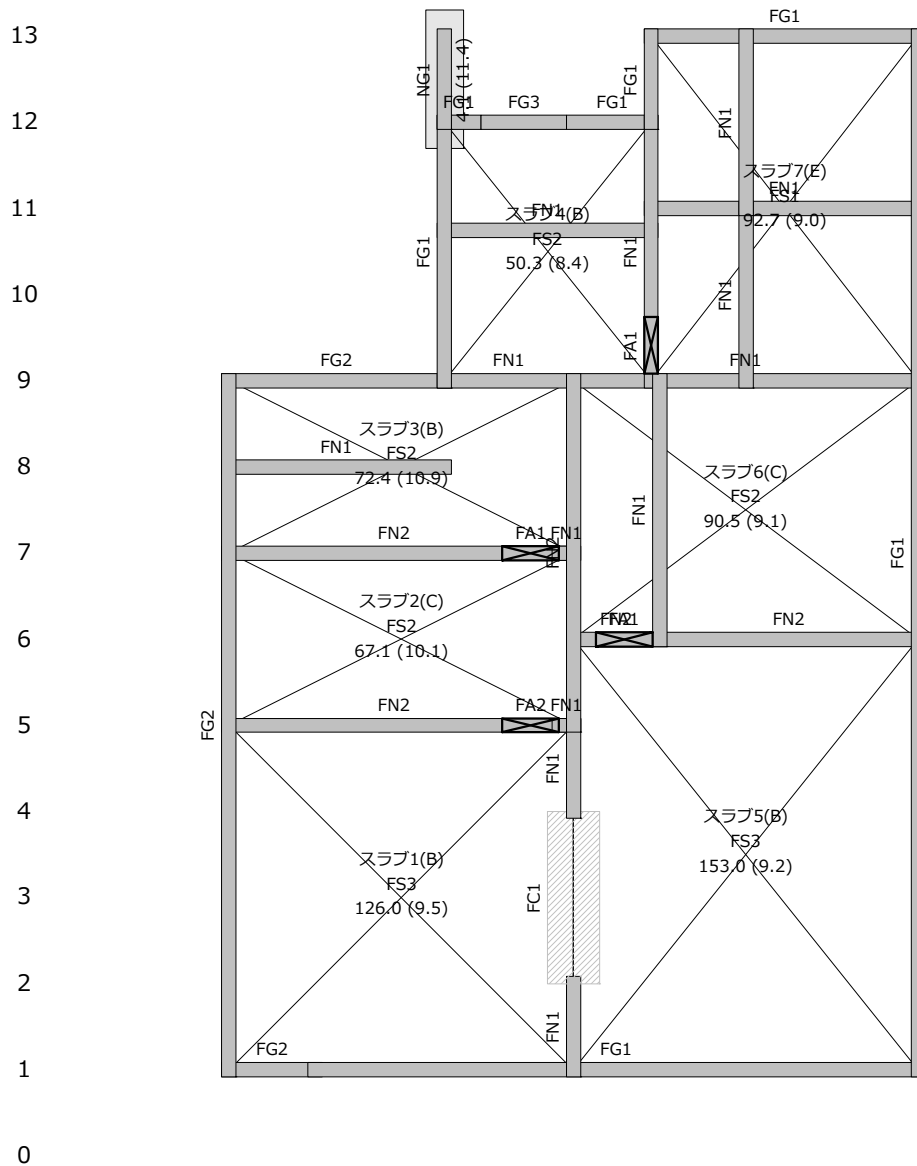 13
FG1
NG1
4.1 (11.4)
FG1
12
FG1
FG3
FG1
FN1
スラブ7(E)
FN1
FS1
92.7 (9.0)
11
FN1
スラブ4(B)
FS2
50.3 (8.4)
FG1
FN1
10
FN1
FA1
9
FG2
FN1
FN1
スラブ3(B)
8
FN1
FS2
72.4 (10.9)
スラブ6(C)
FS2
90.5 (9.1)
FN1
7
FN2
FA1
FN1
FG1
スラブ2(C)
6
FS2
67.1 (10.1)
FN2
5
FG2
FN2
FA2
FN1
FN1
4
スラブ5(B)
FS3
153.0 (9.2)
スラブ1(B)
3
FS3
126.0 (9.5)
FC1
2
FN1
1
FG2
FG1
0